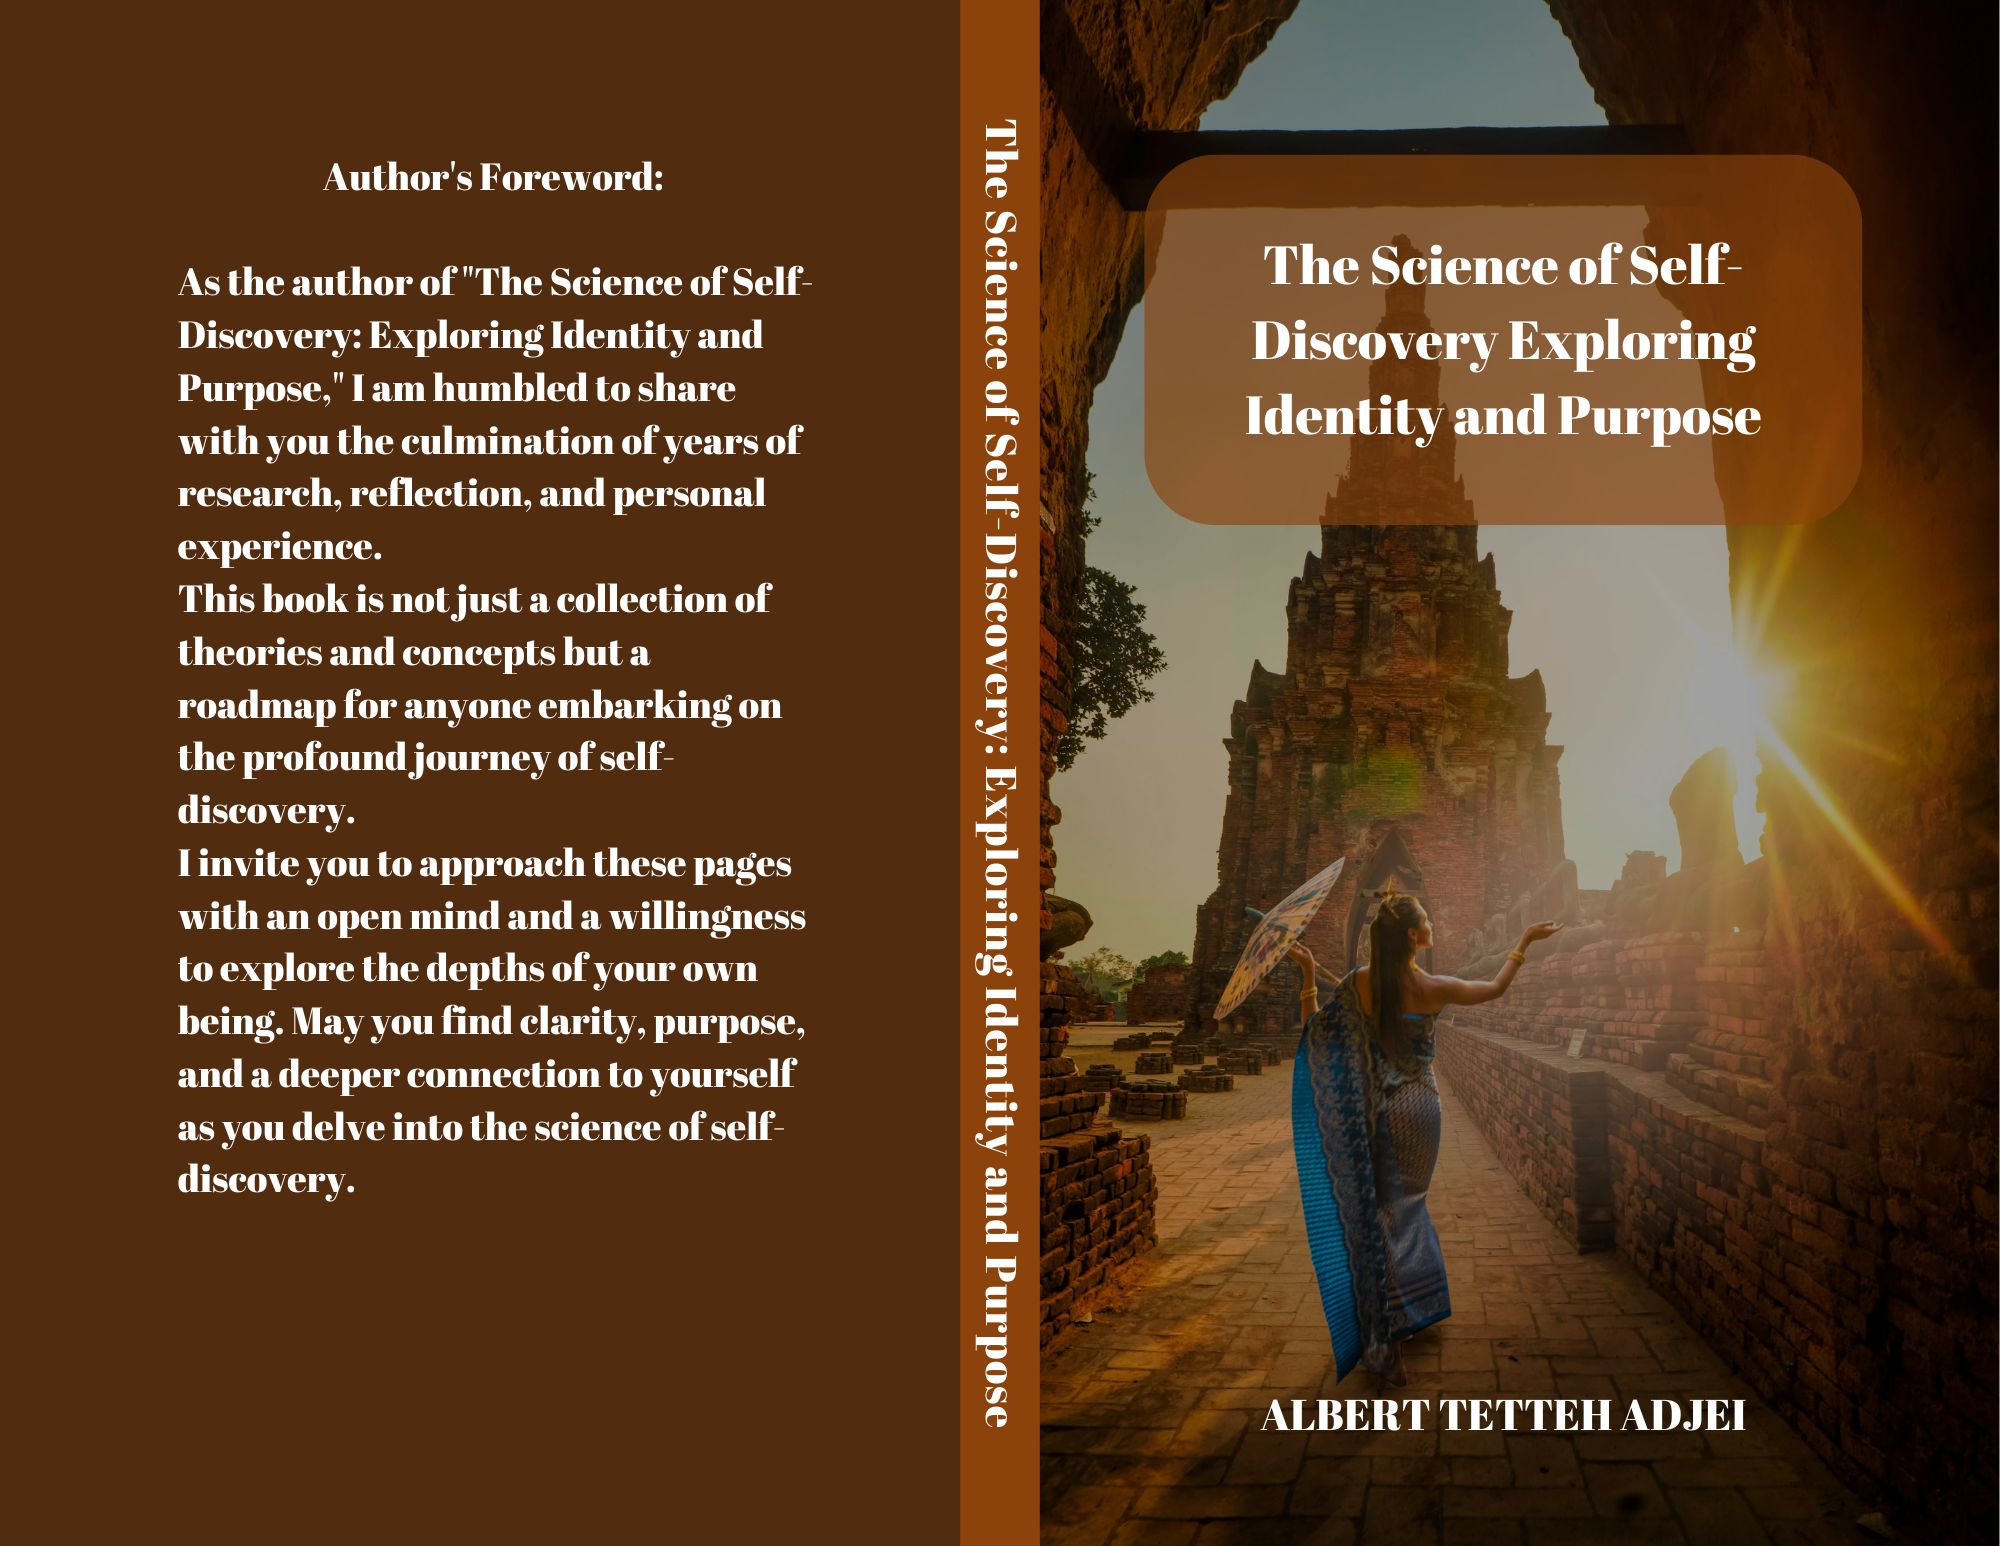 Author's Foreword:
As the author of "The Science of Self-
Discovery: Exploring Identity and
Purpose," I am humbled to share
with you the culmination of years of
research, reflection, and personal
experience.
This book is not just a collection of
theories and concepts but a
roadmap for anyone embarking on
the profound journey of self-
discovery.
I invite you to approach these pages
with an open mind and a willingness
to explore the depths of your own
being. May you find clarity, purpose,
and a deeper connection to yourself
as you delve into the science of self-
discovery.
The Science of Self-Discovery: Exploring Identity and Purpose
The Science of Self-
Discovery Exploring
Identity and Purpose
ALBERT TETTEH ADJEI